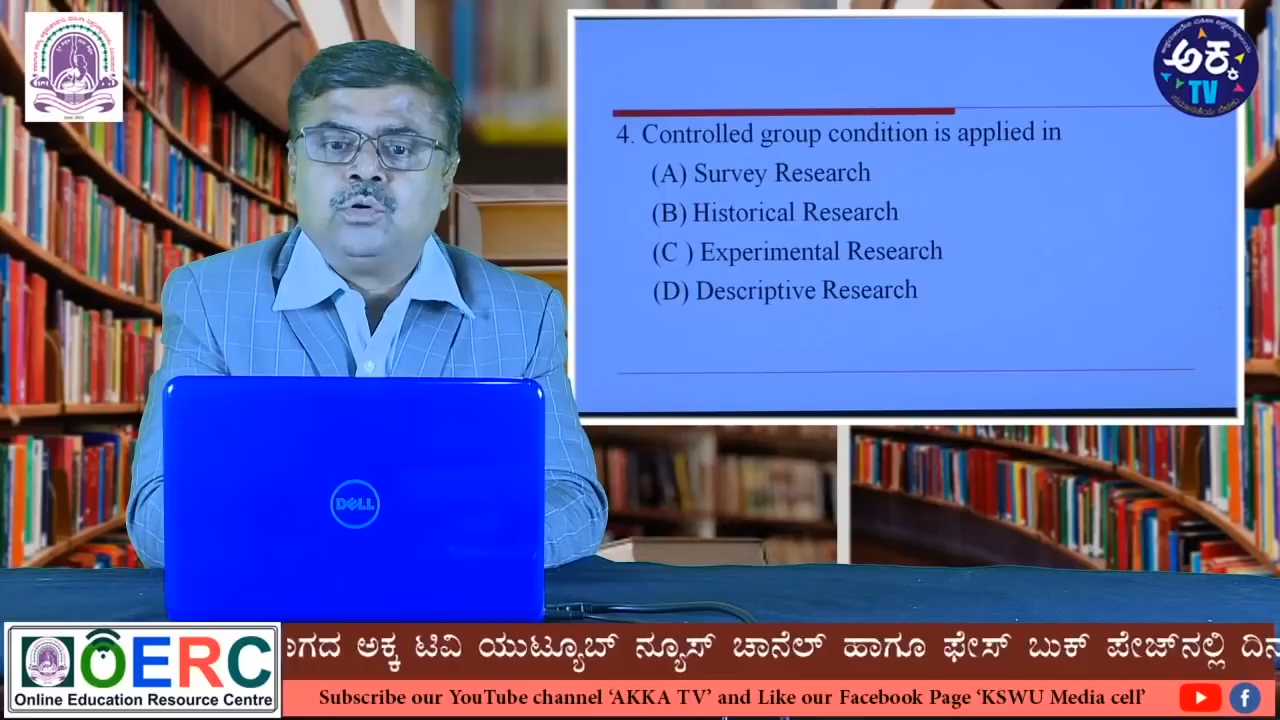 ಅಕ್ಕ
TV
4. Controlled group condition is applied in
(A) Survey Research
(B) Historical Research
(C ) Experimental Research
(D) Descriptive Research
DELL
OERC
Online Education Resource Centre
ಅಕ್ಕ ಟಿವಿ ಯುಟ್ಯೂಬ್ ನ್ಯೂಸ್ ಚಾನೆಲ್ ಹಾಗೂ ಫೇಸ್ ಬುಕ್ ಪೇಜ್‌ನಲ್ಲಿ
Subscribe our YouTube channel ‘AKKA TV’ and Like our Facebook Page ‘KSWU Media cell’